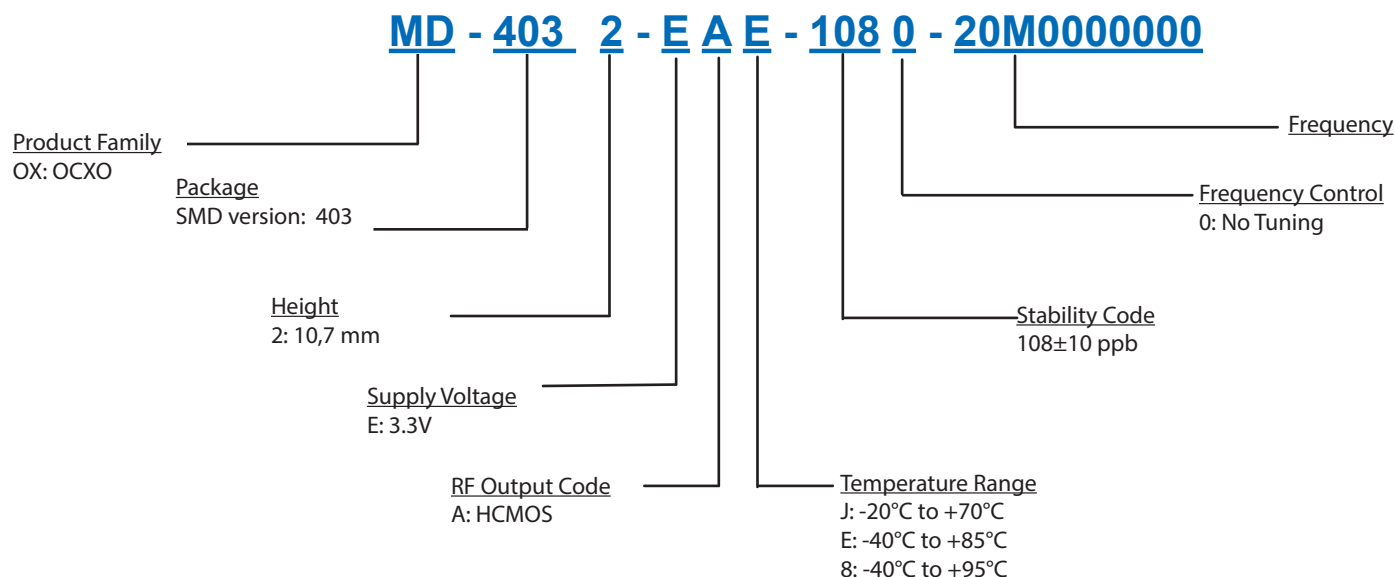 MD - 403 2 - E A E - 108 0 - 20M0000000
Product Family
OX: OCXO
Package
SMD version: 403
Height
2: 10,7 mm
Supply Voltage
E: 3.3V
RF Output Code
A: HCMOS
Temperature Range
J: -20°C to +70°C
E: -40°C to +85°C
8: -40°C to +95°C
Stability Code
108±10 ppb
Frequency Control
0: No Tuning
Frequency